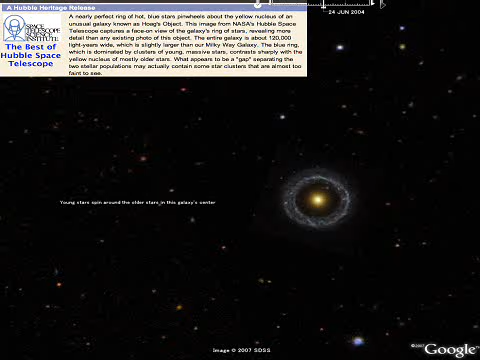 A Hubble Heritage Release
SPACE
TELESCOPE
SCIENCE
INSTITUTE
The Best of
Hubble Space
Telescope
A nearly perfect ring of hot, blue stars pinwheels about the yellow nucleus of an
unusual galaxy known as Hoag's Object. This image from NASA's Hubble Space
Telescope captures a face-on view of the galaxy's ring of stars, revealing more
detail than any existing photo of this object. The entire galaxy is about 120,000
light-years wide, which is slightly larger than our Milky Way Galaxy. The blue ring,
which is dominated by clusters of young, massive stars, contrasts sharply with the
yellow nucleus of mostly older stars. What appears to be a "gap" separating the
two stellar populations may actually contain some star clusters that are almost too
faint to see.
24 JUN 2004
Young stars spin around the older stars in this galaxy's center
Image © 2007 SDSS
©2007 Google